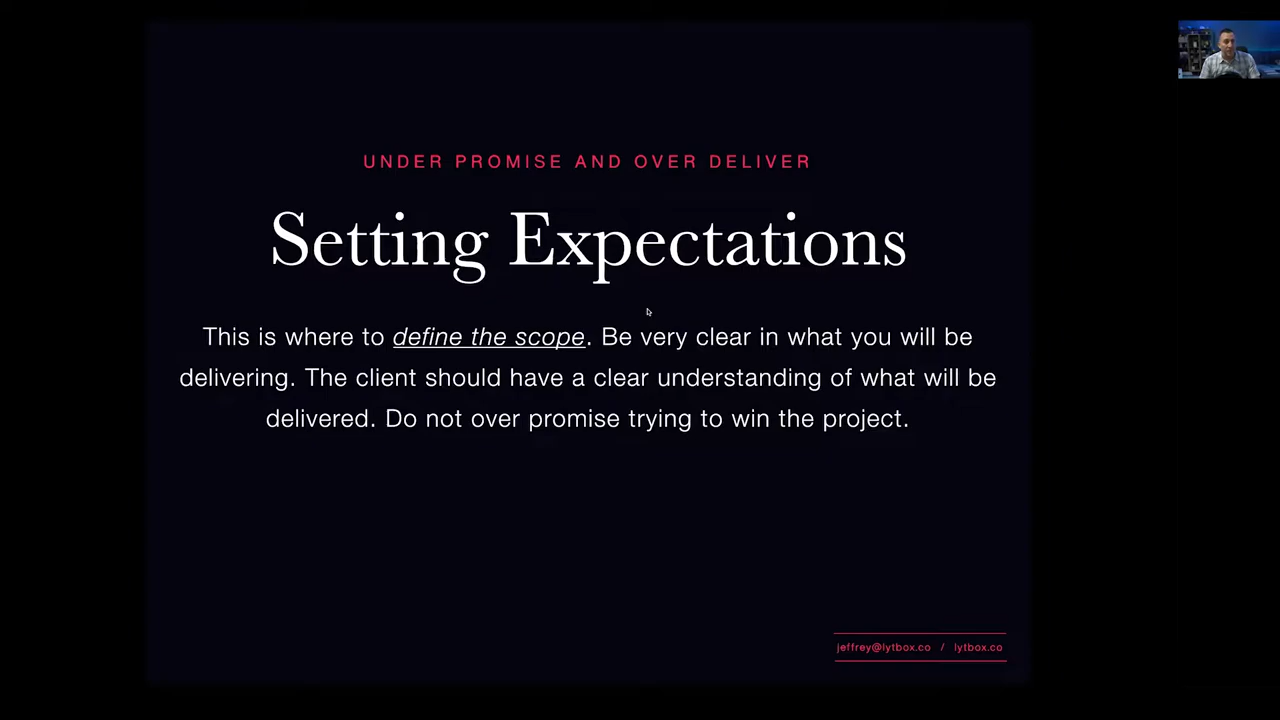 UNDER PROMISE AND OVER DELIVER
Setting Expectations
This is where to define the scope. Be very clear in what you will be
delivering. The client should have a clear understanding of what will be
delivered. Do not over promise trying to win the project.
jeffrey@lytbox.co / lytbox.co